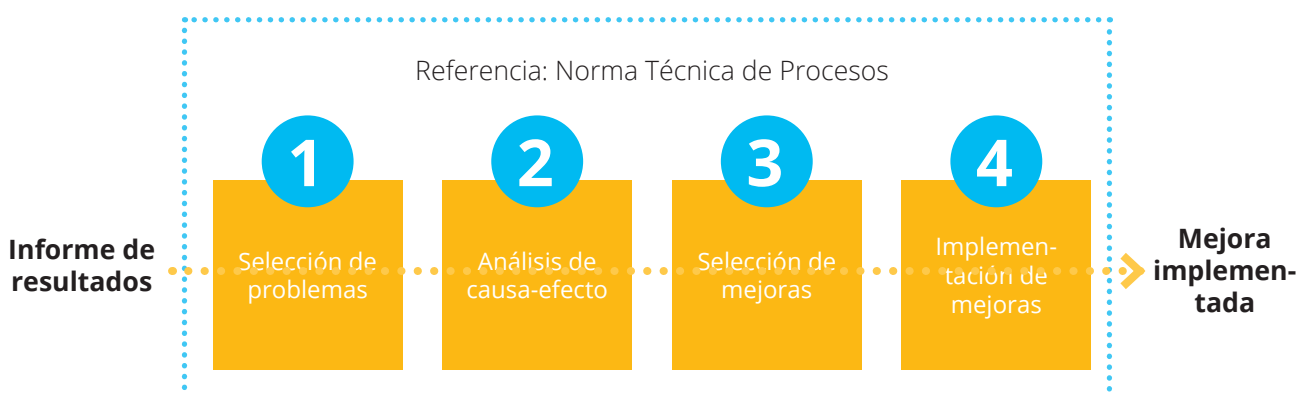 Referencia: Norma Técnica de Procesos
1
2
3
4
Informe de
resultados
Selección de
problemas
Análisis de
causa-efecto
Selección de
mejoras
Implemen-
tación de
mejoras
Mejora
implemen-
tada